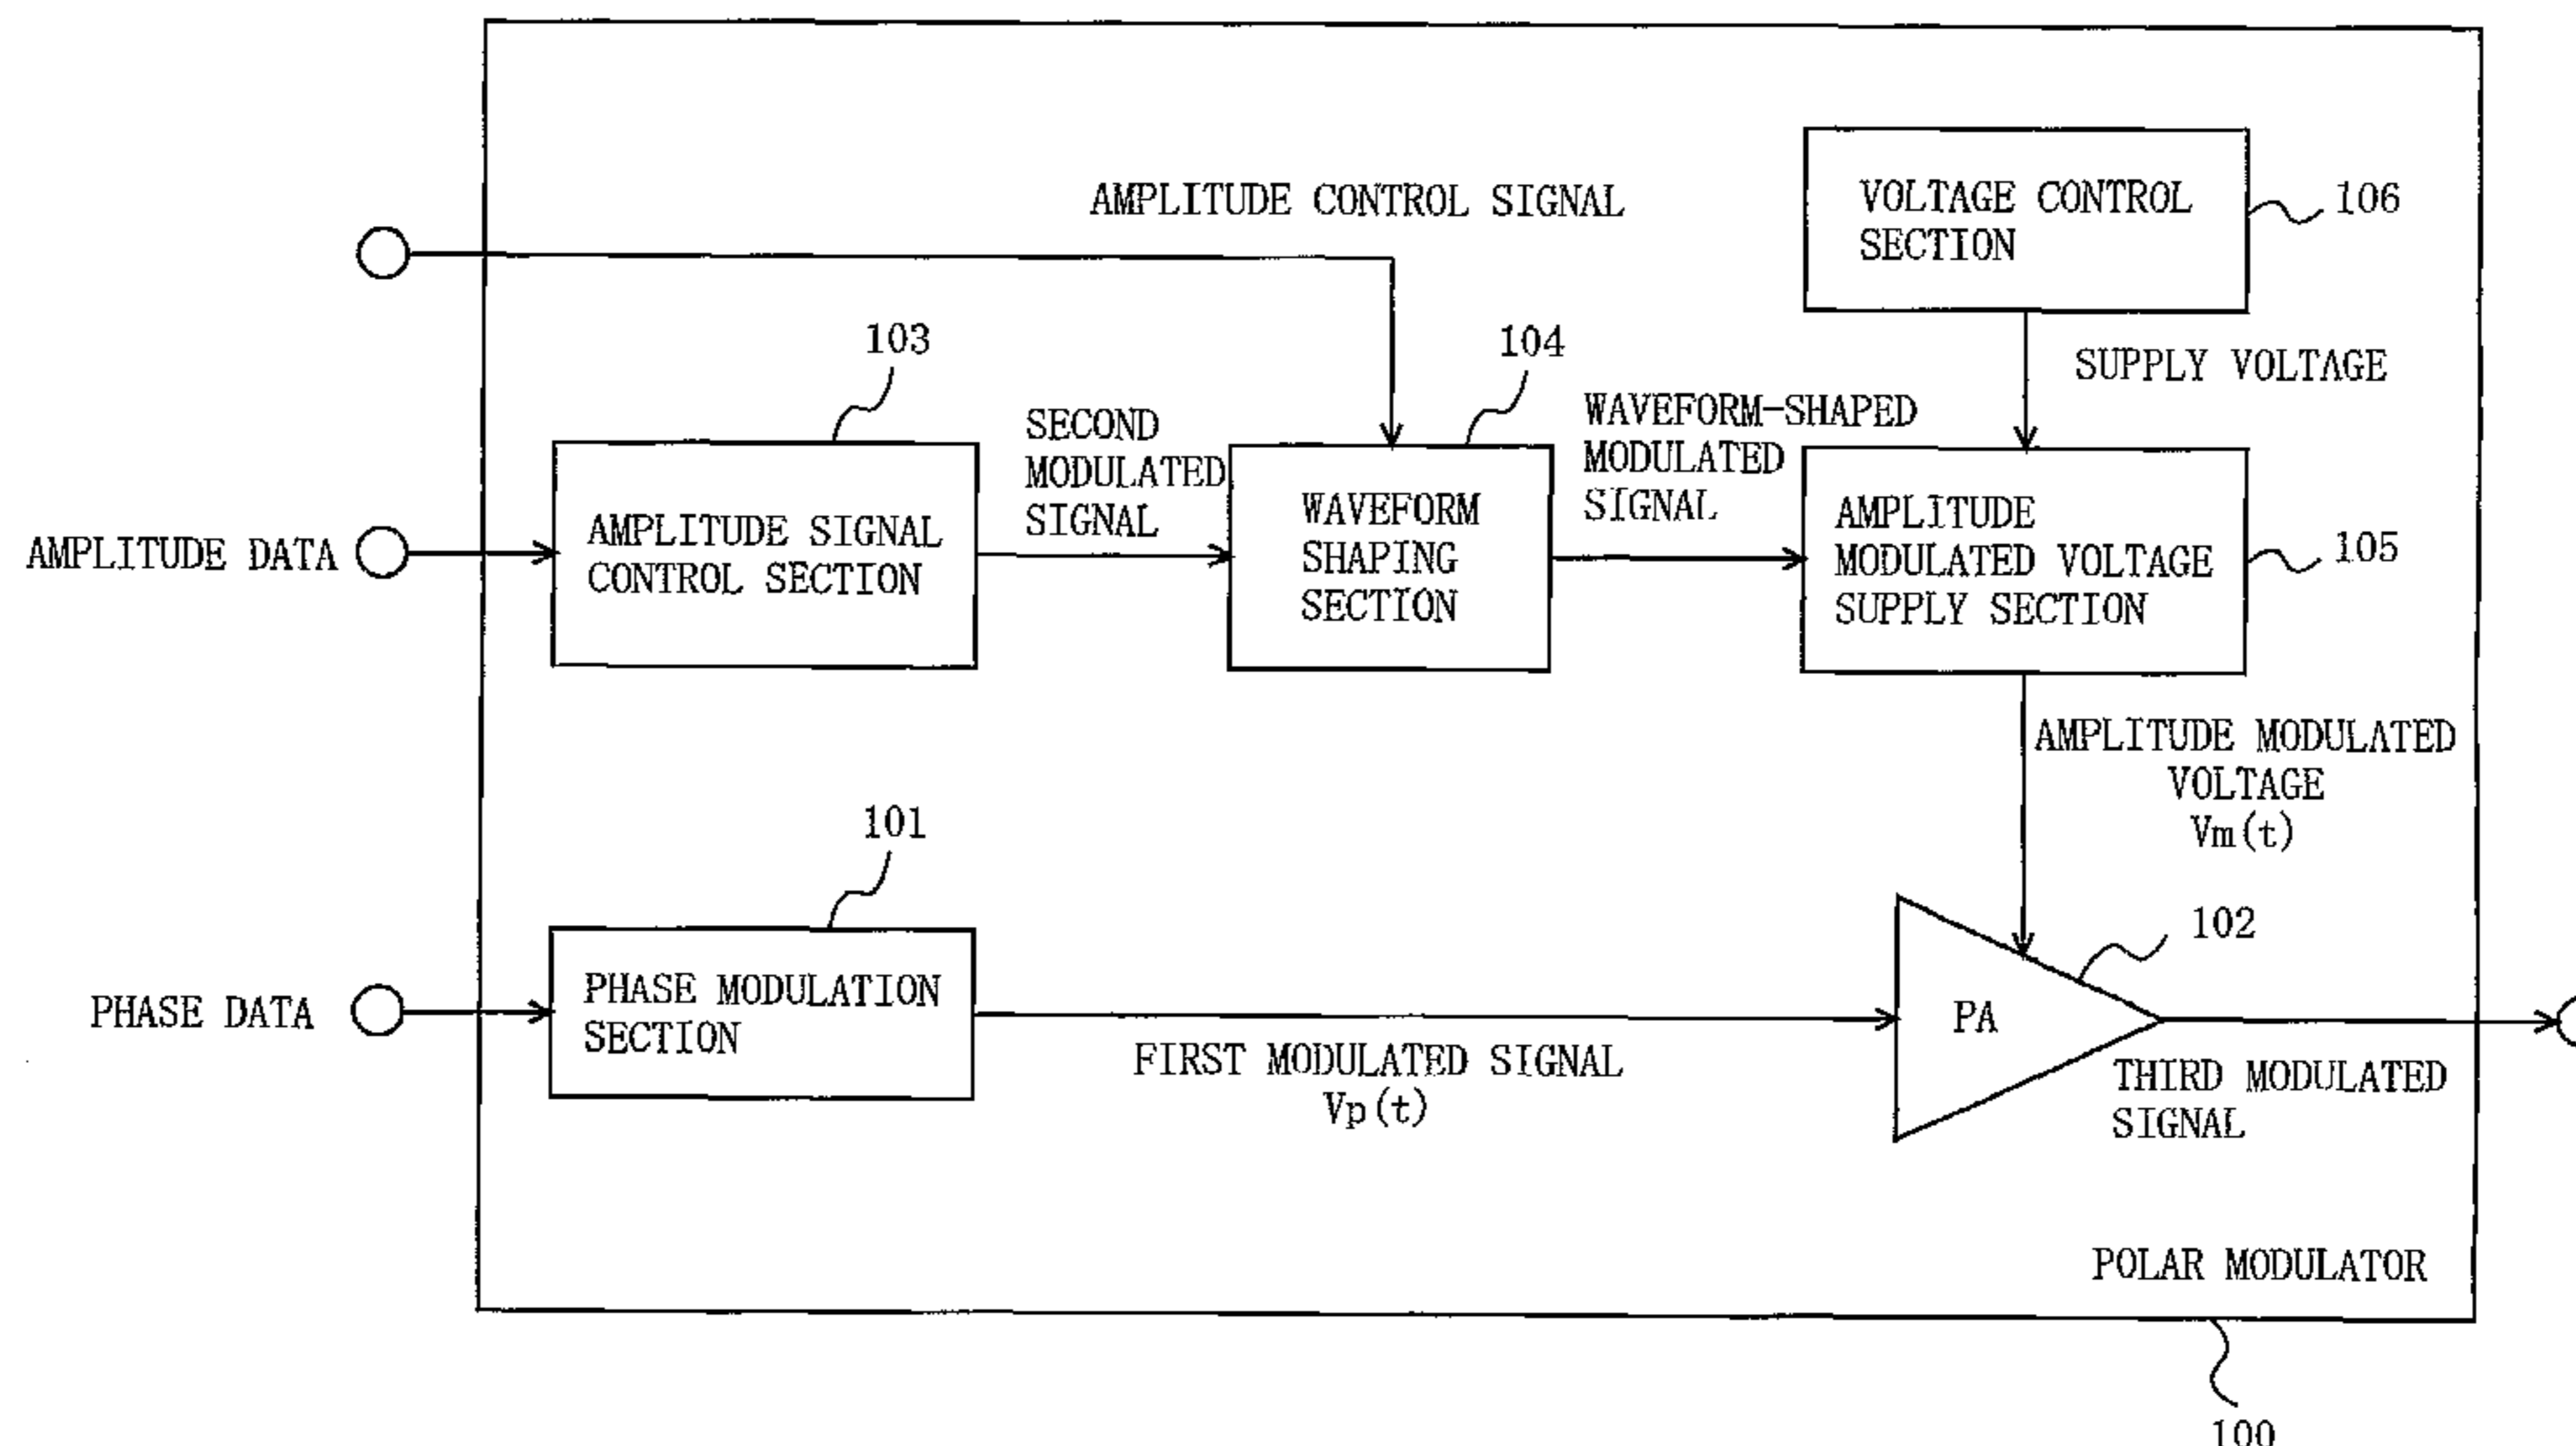 AMPLITUDE CONTROL SIGNAL
VOLTAGE CONTROL
SECTION
106
103
104
SUPPLY VOLTAGE
SECOND
MODULATED
SIGNAL
WAVEFORM-SHAPED
MODULATED
SIGNAL
AMPLITUDE DATA
AMPLITUDE SIGNAL
CONTROL SECTION
WAVEFORM
SHAPING
SECTION
AMPLITUDE
MODULATED VOLTAGE
SUPPLY SECTION
105
AMPLITUDE MODULATED
VOLTAGE
Vm(t)
101
102
PHASE DATA
PHASE MODULATION
SECTION
FIRST MODULATED SIGNAL
Vp(t)
PA
THIRD MODULATED
SIGNAL
POLAR MODULATOR
100